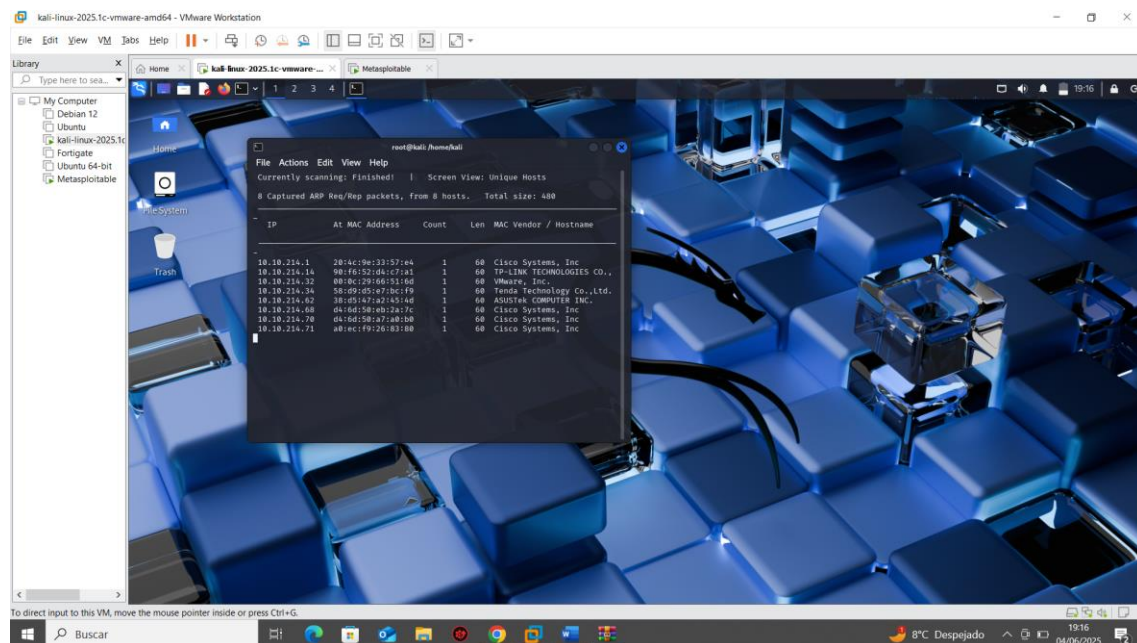 kali-linux-2025.1c-vmware-amd64 - VMware Workstation
File Edit View VM Tabs Help
Library X
Type here to sea...
Home
kali-linux-2025.1c-vmware-...
Metasploitable
My Computer
Debian 12
Ubuntu
kali-linux-2025.1c
Fortigate
Ubuntu 64-bit
Metasploitable
1 2 3 4
19:16
Home
File System
Trash
root@kali: /home/kali
File Actions Edit View Help
Currently scanning: Finished! | Screen View: Unique Hosts
8 Captured ARP Req/Rep packets, from 8 hosts. Total size: 480
IP At MAC Address Count Len MAC Vendor / Hostname
10.10.214.1 20:4c:9e:33:57:e4 1 60 Cisco Systems, Inc
10.10.214.14 90:f6:52:d4:c7:a1 1 60 TP-LINK TECHNOLOGIES CO.,
10.10.214.32 00:0c:29:66:51:6d 1 60 VMware, Inc.
10.10.214.34 58:d9:d5:e7:bc:f9 1 60 Tenda Technology Co.,Ltd.
10.10.214.62 38:d5:47:a2:45:4d 1 60 ASUSTek COMPUTER INC.
10.10.214.68 d4:6d:50:eb:2a:7c 1 60 Cisco Systems, Inc
10.10.214.70 d4:6d:50:a7:a0:b0 1 60 Cisco Systems, Inc
10.10.214.71 a0:ec:f9:26:83:80 1 60 Cisco Systems, Inc
To direct input to this VM, move the mouse pointer inside or press Ctrl+G.
Buscar
8°C Despejado
19:16
04/06/2025